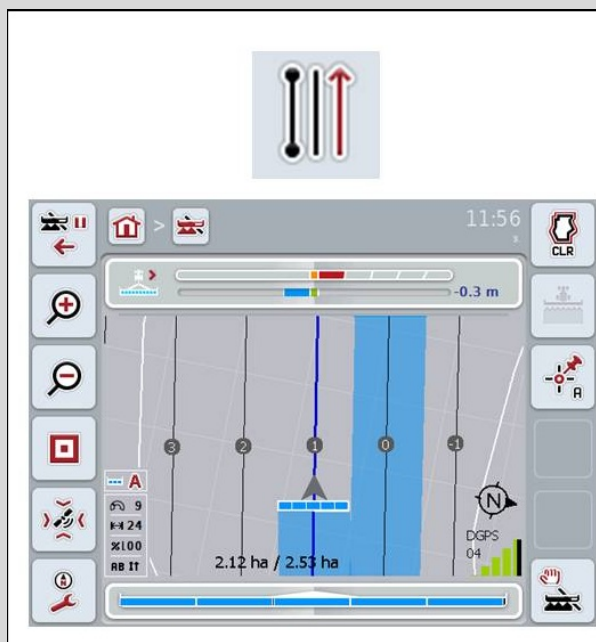 11:56
x
CLR
-0.3 m
A
3
2
1
0
-1
A
9
24
%100
AB I↑
N
DGPS
04
2.12 ha / 2.53 ha